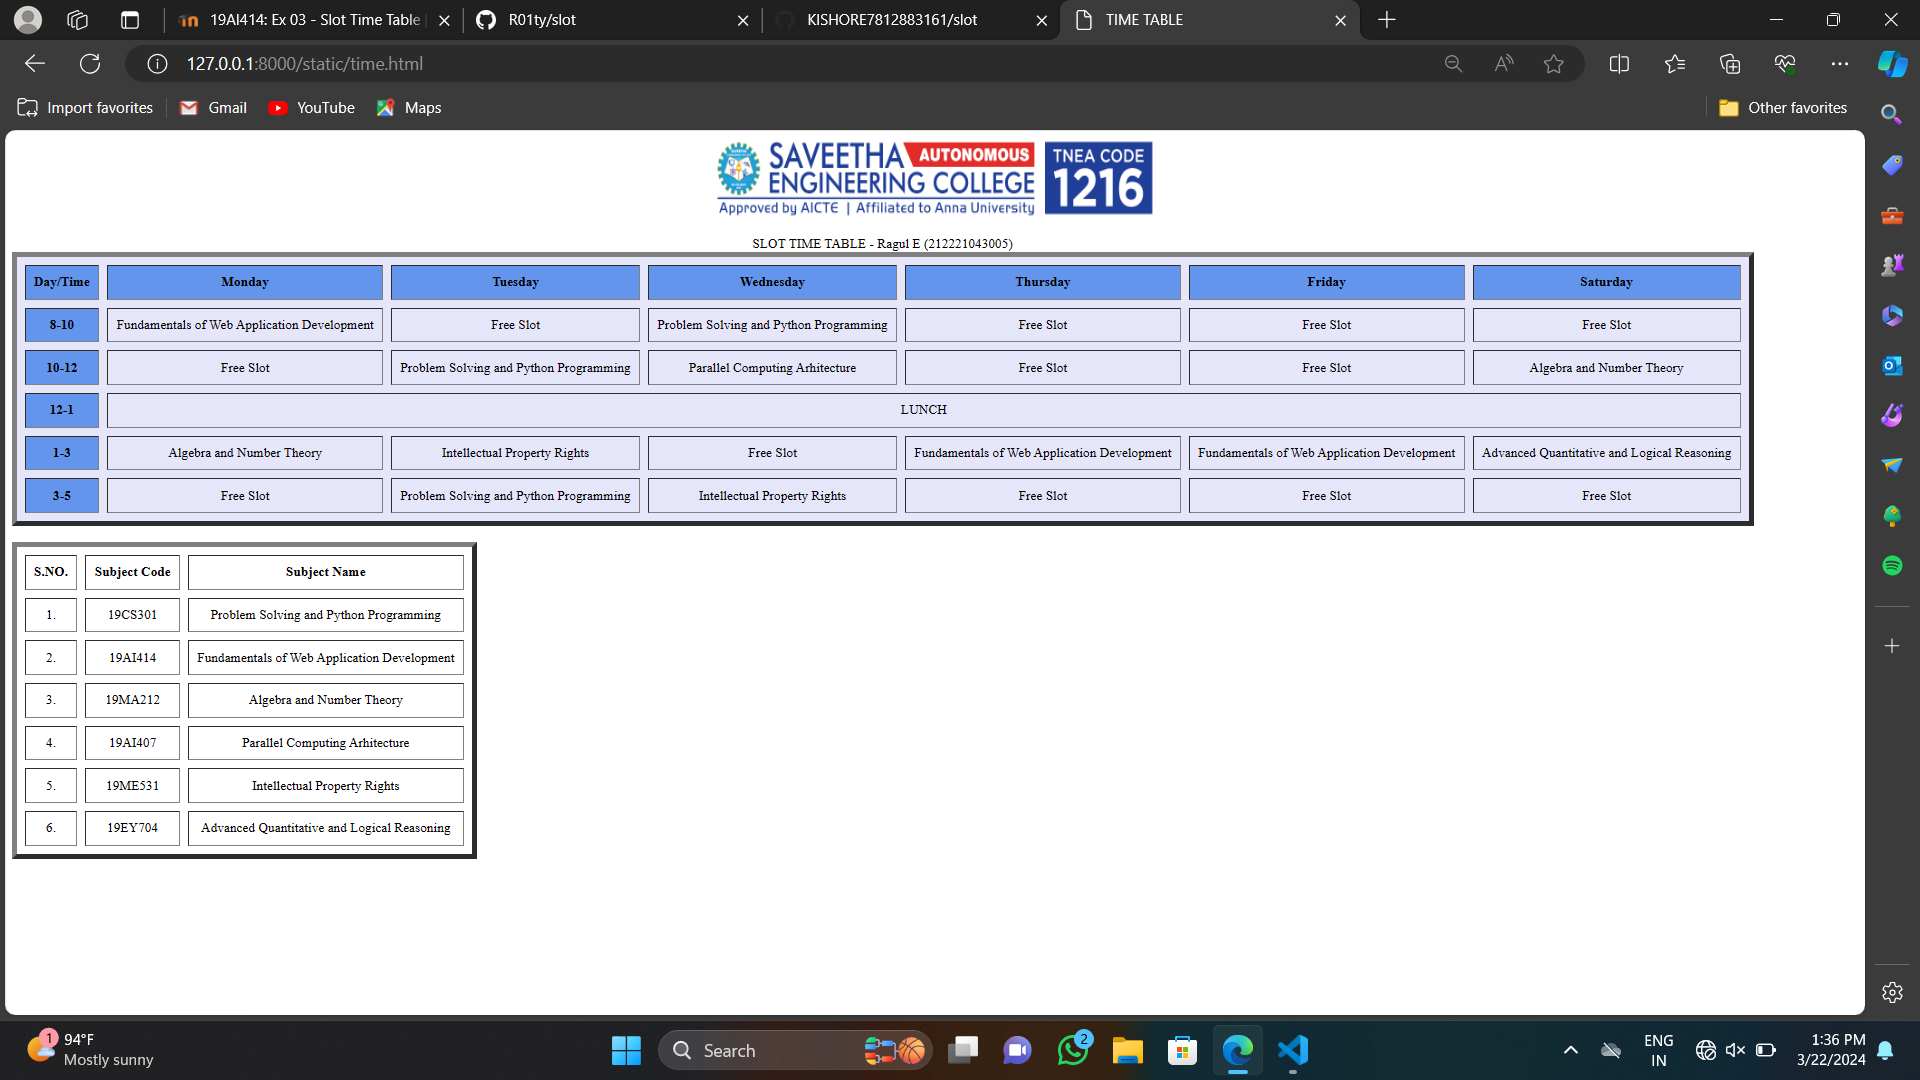 19AI414: Ex 03 - Slot Time Table
R01ty/slot
KISHORE7812883161/slot
TIME TABLE
127.0.0.1:8000/static/time.html
Import favorites
Gmail
YouTube
Maps
Other favorites
SAVEETHA AUTONOMOUS
ENGINEERING COLLEGE
Approved by AICTE | Affiliated to Anna University
TNEA CODE
1216
SLOT TIME TABLE - Ragul E (212221043005)
Day/Time Monday Tuesday Wednesday Thursday Friday Saturday
8-10 Fundamentals of Web Application Development Free Slot Problem Solving and Python Programming Free Slot Free Slot Free Slot
10-12 Free Slot Problem Solving and Python Programming Parallel Computing Arhitecture Free Slot Free Slot Algebra and Number Theory
12-1 LUNCH
1-3 Algebra and Number Theory Intellectual Property Rights Free Slot Fundamentals of Web Application Development Fundamentals of Web Application Development Advanced Quantitative and Logical Reasoning
3-5 Free Slot Problem Solving and Python Programming Intellectual Property Rights Free Slot Free Slot Free Slot
S.NO. Subject Code Subject Name
1. 19CS301 Problem Solving and Python Programming
2. 19AI414 Fundamentals of Web Application Development
3. 19MA212 Algebra and Number Theory
4. 19AI407 Parallel Computing Arhitecture
5. 19ME531 Intellectual Property Rights
6. 19EY704 Advanced Quantitative and Logical Reasoning
1
94°F
Mostly sunny
Search
2
ENG
IN
1:36 PM
3/22/2024